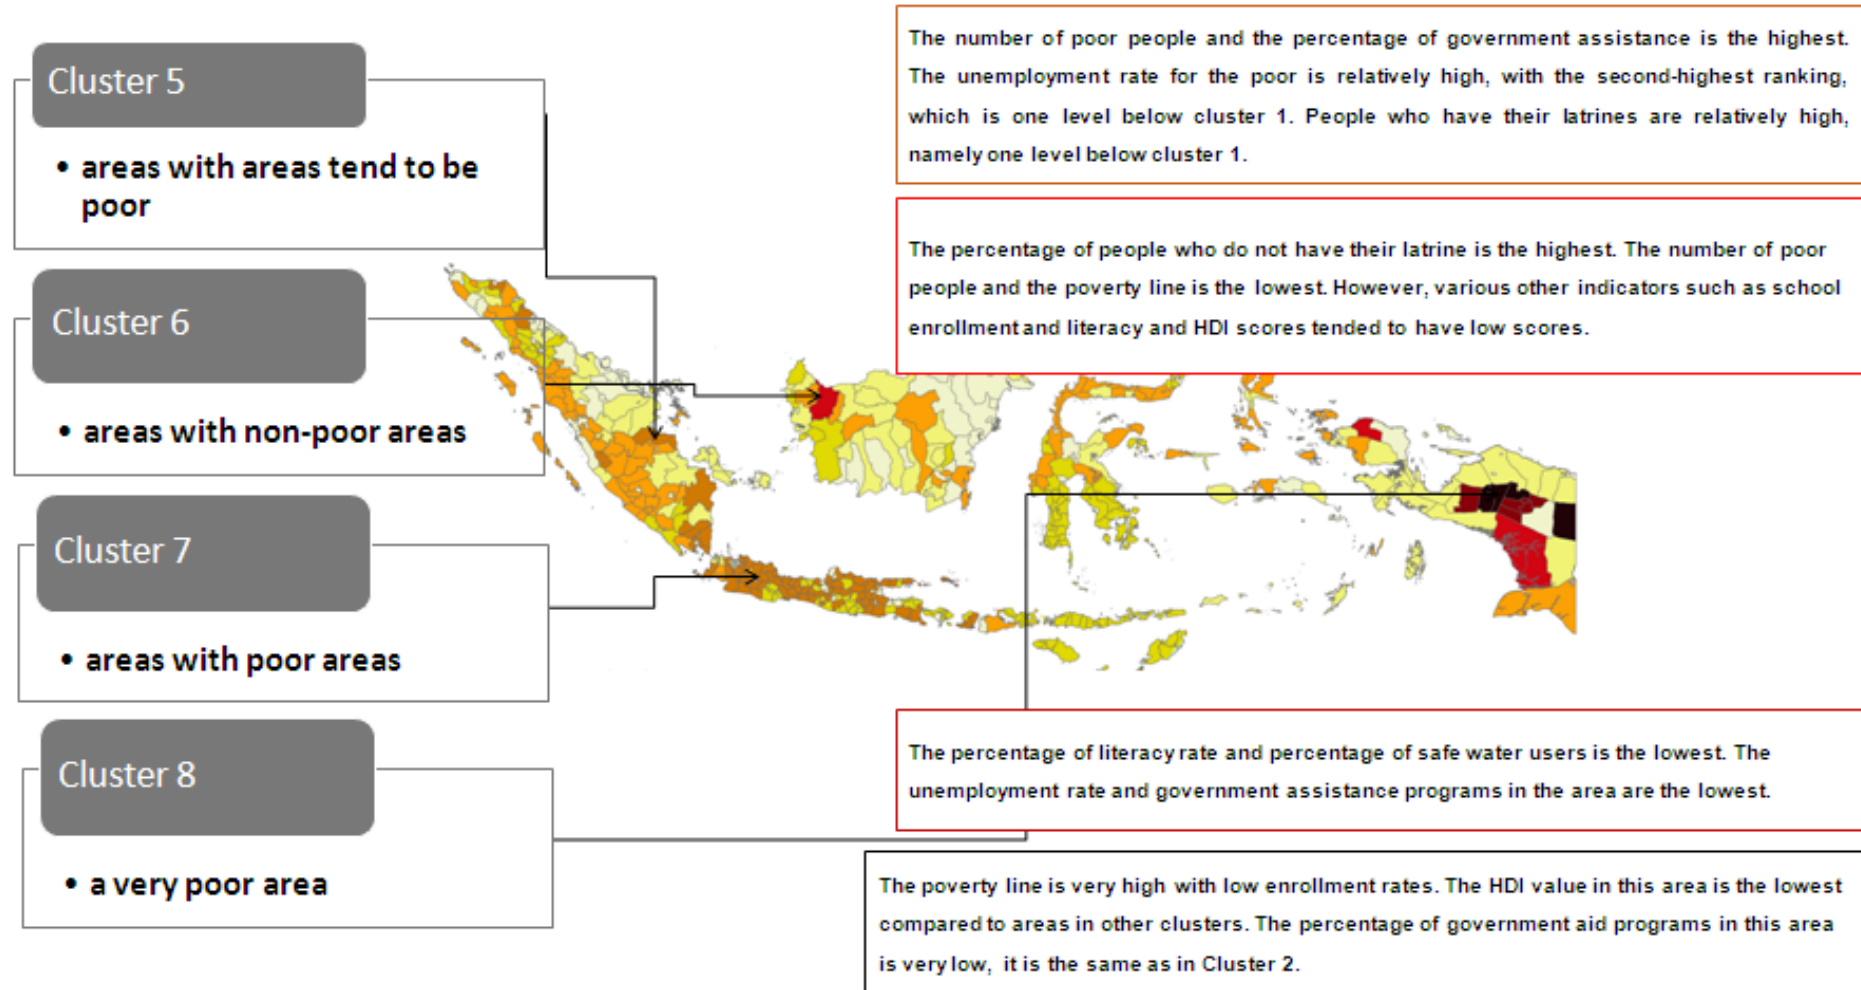 Cluster 5
• areas with areas tend to be
poor
Cluster 6
• areas with non-poor areas
Cluster 7
• areas with poor areas
Cluster 8
• a very poor area
The number of poor people and the percentage of government assistance is the highest.
The unemployment rate for the poor is relatively high, with the second-highest ranking,
which is one level below cluster 1. People who have their latrines are relatively high,
namely one level below cluster 1.
The percentage of people who do not have their latrine is the highest. The number of poor
people and the poverty line is the lowest. However, various other indicators such as school
enrollment and literacy and HDI scores tended to have low scores.
The percentage of literacy rate and percentage of safe water users is the lowest. The
unemployment rate and government assistance programs in the area are the lowest.
The poverty line is very high with low enrollment rates. The HDI value in this area is the lowest
compared to areas in other clusters. The percentage of government aid programs in this area
is very low, it is the same as in Cluster 2.